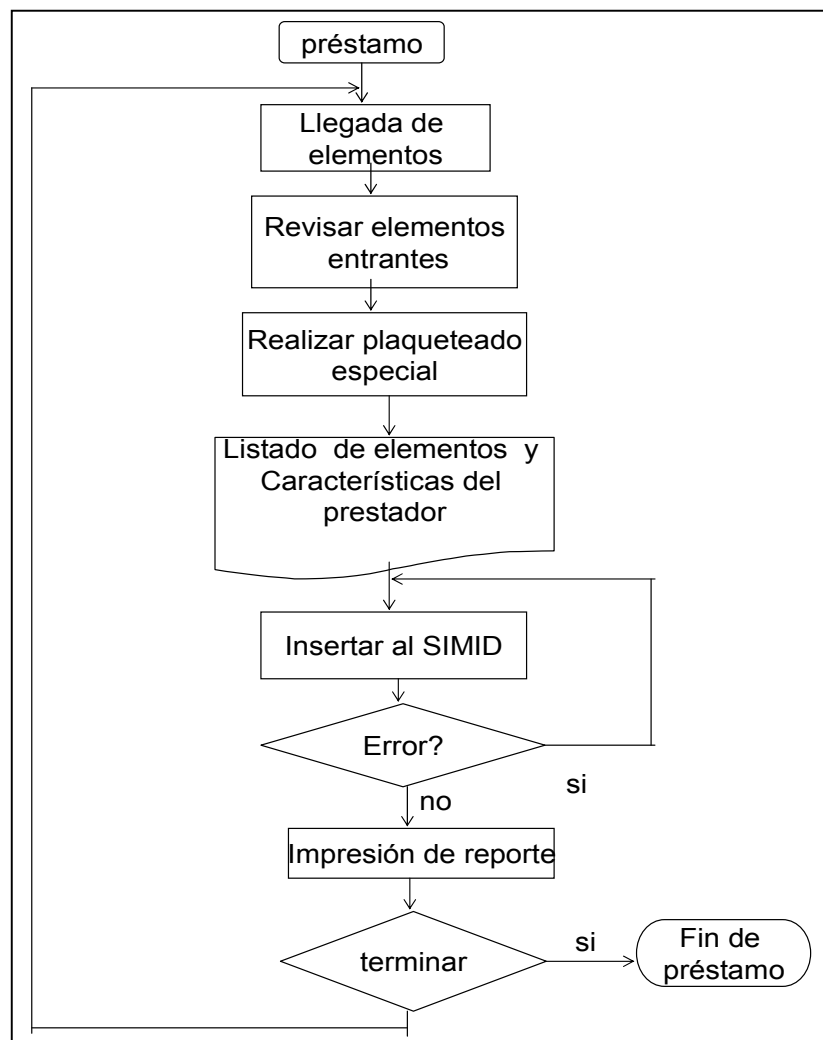 préstamo
Llegada de
elementos
Revisar elementos
entrantes
Realizar plaqueteado
especial
Listado de elementos y
Características del
prestador
Insertar al SIMID
Error?
si
no
Impresión de reporte
terminar
si
Fin de
préstamo